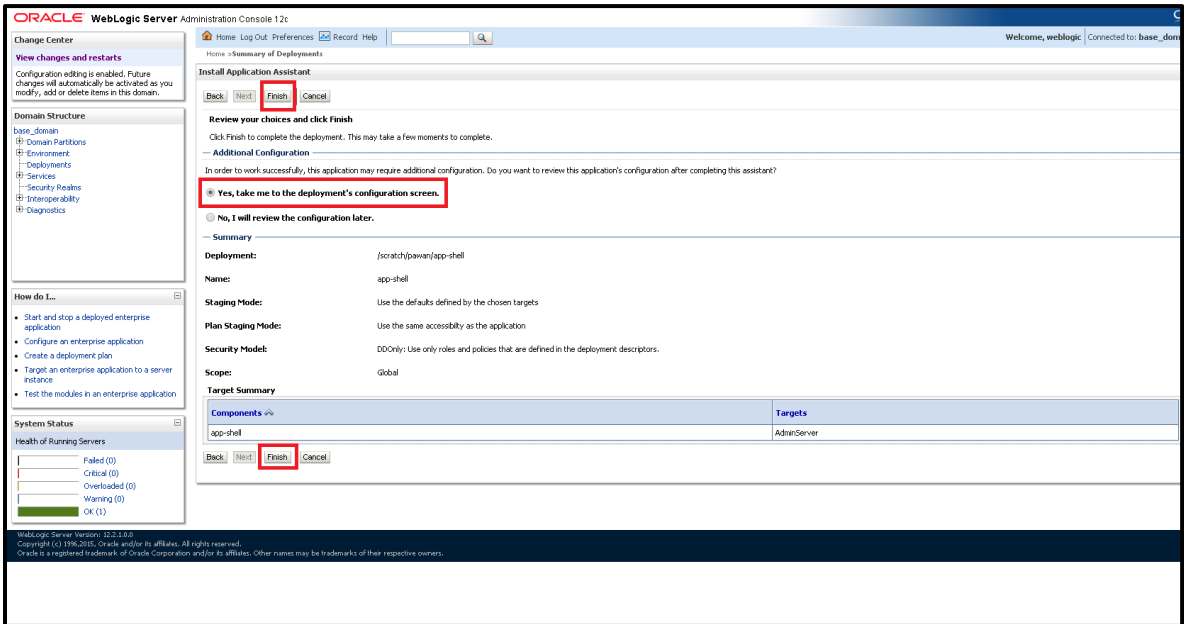 ORACLE WebLogic Server Administration Console 12c
Change Center
View changes and restarts
Configuration editing is enabled. Future
changes will automatically be activated as you
modify, add or delete items in this domain.
Domain Structure
base_domain
Domain Partitions
Environment
Deployments
Services
Security Realms
Interoperability
Diagnostics
How do I...
Start and stop a deployed enterprise
application
Configure an enterprise application
Create a deployment plan
Target an enterprise application to a server
instance
Test the modules in an enterprise application
System Status
Health of Running Servers
Failed (0)
Critical (0)
Overloaded (0)
Warning (0)
OK (1)
Home Log Out Preferences Record Help
Welcome, weblogic Connected to: base_dom
Home >Summary of Deployments
Install Application Assistant
Back Next Finish Cancel
Review your choices and click Finish
Click Finish to complete the deployment. This may take a few moments to complete.
Additional Configuration
In order to work successfully, this application may require additional configuration. Do you want to review this application's configuration after completing this assistant?
Yes, take me to the deployment's configuration screen.
No, I will review the configuration later.
Summary
Deployment: /scratch/pawan/app-shell
Name: app-shell
Staging Mode: Use the defaults defined by the chosen targets
Plan Staging Mode: Use the same accessibilty as the application
Security Model: DDOnly: Use only roles and policies that are defined in the deployment descriptors.
Scope: Global
Target Summary
Components Targets
app-shell AdminServer
Back Next Finish Cancel
WebLogic Server Version: 12.2.1.0.0
Copyright (c) 1996,2015, Oracle and/or its affiliates. All rights reserved.
Oracle is a registered trademark of Oracle Corporation and/or its affiliates. Other names may be trademarks of their respective owners.